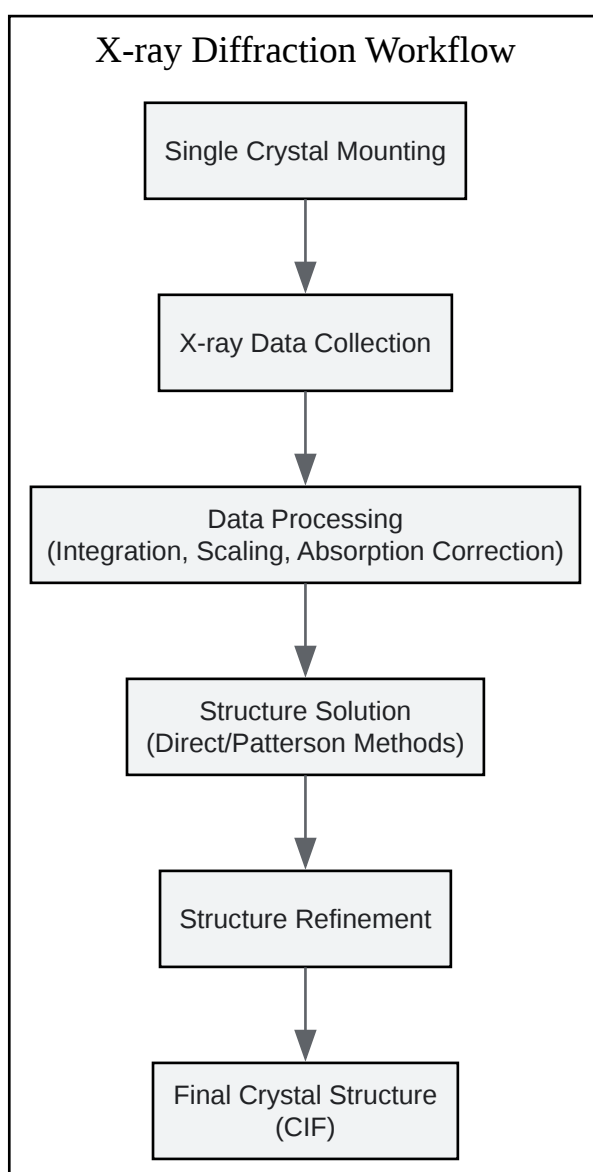 X-ray Diffraction Workflow
Single Crystal Mounting
X-ray Data Collection
Data Processing
(Integration, Scaling, Absorption Correction)
Structure Solution
(Direct/Patterson Methods)
Structure Refinement
Final Crystal Structure
(CIF)